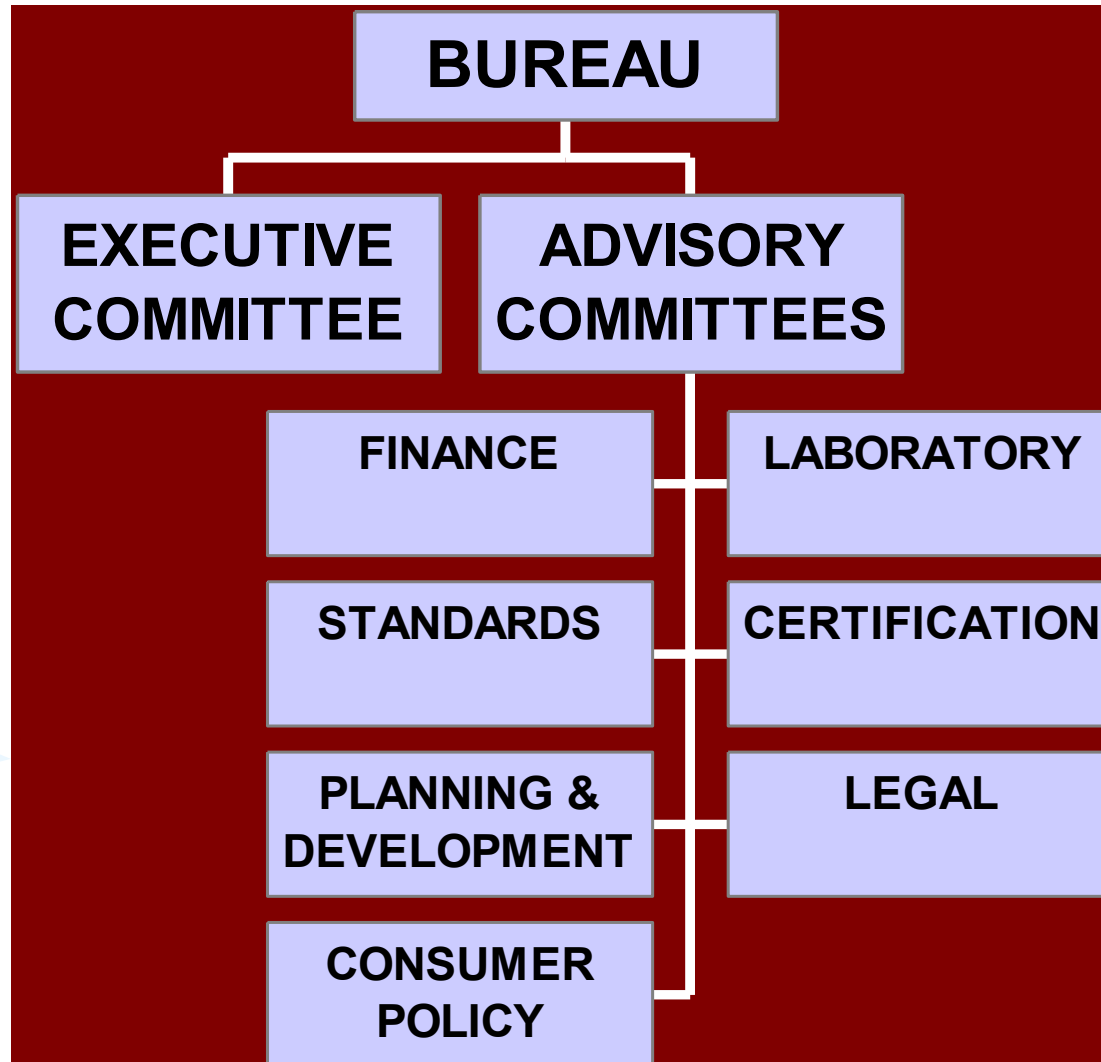 BUREAU
EXECUTIVE
COMMITTEE
ADVISORY
COMMITTEES
FINANCE
LABORATORY
STANDARDS
CERTIFICATION
PLANNING &
DEVELOPMENT
LEGAL
CONSUMER
POLICY